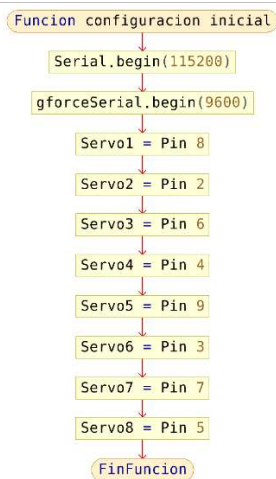 Funcion configuracion inicial
Serial.begin(115200)
gforceSerial.begin(9600)
Servo1 = Pin 8
Servo2 = Pin 2
Servo3 = Pin 6
Servo4 = Pin 4
Servo5 = Pin 9
Servo6 = Pin 3
Servo7 = Pin 7
Servo8 = Pin 5
FinFuncion